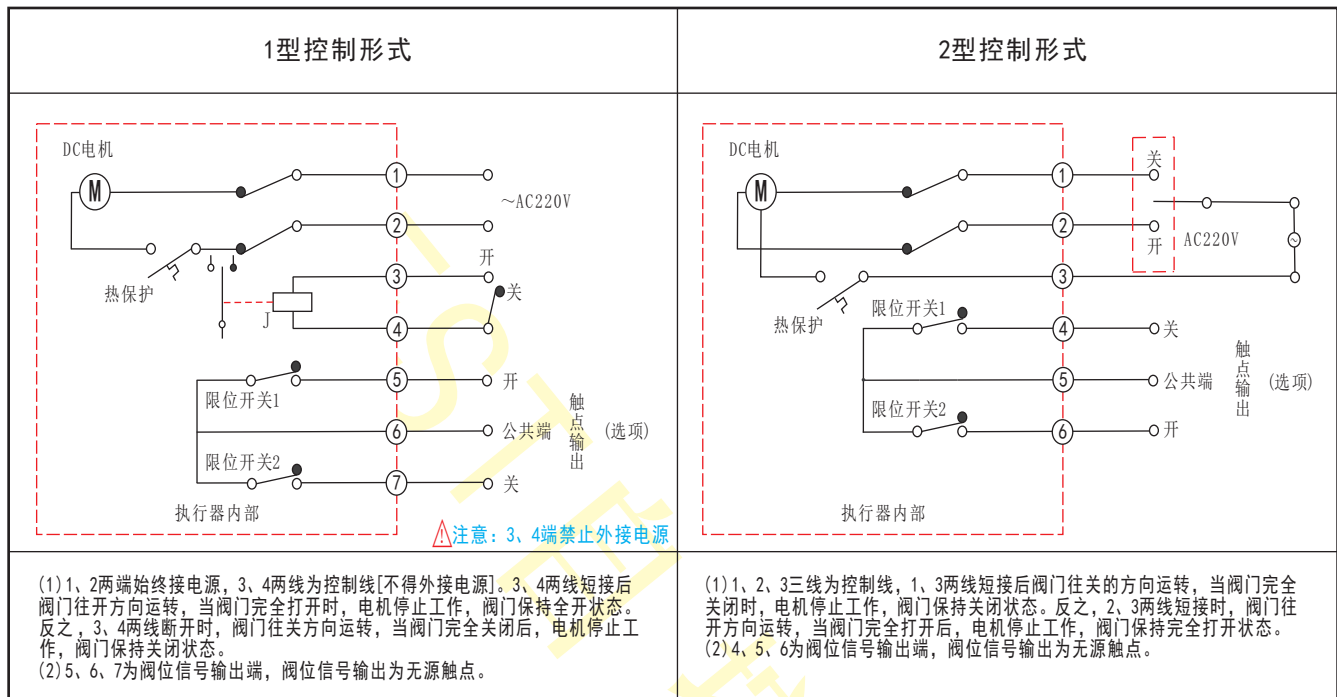 1型控制形式
DC电机
M
1
～AC220V
2
开
3
热保护
关
J
4
5
开
限位开关1
触点输出
6
公共端
(选项)
限位开关2
7
关
执行器内部
注意：3、4端禁止外接电源
(1)1、2两端始终接电源，3、4两线为控制线[不得外接电源]。3、4两线短接后
阀门往开方向运转，当阀门完全打开时，电机停止工作，阀门保持全开状态。
反之，3、4两线断开时，阀门往关方向运转，当阀门完全关闭后，电机停止工
作，阀门保持关闭状态。
(2)5、6、7为阀位信号输出端，阀位信号输出为无源触点。
2型控制形式
DC电机
M
关
1
2
开
AC220V
~
3
热保护
限位开关1
4
关
触点输出
5
公共端
(选项)
限位开关2
6
开
执行器内部
(1)1、2、3三线为控制线，1、3两线短接后阀门往关的方向运转，当阀门完全
关闭时，电机停止工作，阀门保持关闭状态。反之，2、3两线短接时，阀门往
开方向运转，当阀门完全打开后，电机停止工作，阀门保持完全打开状态。
(2)4、5、6为阀位信号输出端，阀位信号输出为无源触点。